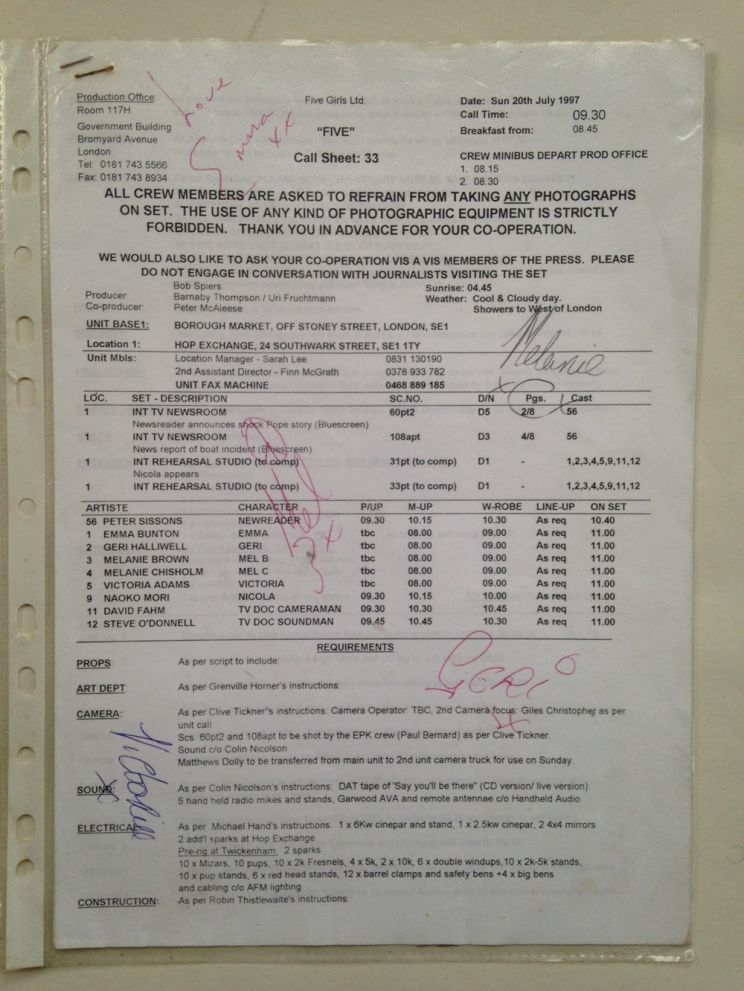 Production Office
Room 117H
Government Building
Bromyard Avenue
London
Tel: 0181 743 5566
Fax: 0181 743 8934
Love
Emma xx
Five Girls Ltd.
"FIVE"
Call Sheet: 33
Date: Sun 20th July 1997
Call Time: 09.30
Breakfast from: 08.45
CREW MINIBUS DEPART PROD OFFICE
1. 08.15
2. 08.30
ALL CREW MEMBERS ARE ASKED TO REFRAIN FROM TAKING ANY PHOTOGRAPHS
ON SET. THE USE OF ANY KIND OF PHOTOGRAPHIC EQUIPMENT IS STRICTLY
FORBIDDEN. THANK YOU IN ADVANCE FOR YOUR CO-OPERATION.
WE WOULD ALSO LIKE TO ASK YOUR CO-OPERATION VIS A VIS MEMBERS OF THE PRESS. PLEASE
DO NOT ENGAGE IN CONVERSATION WITH JOURNALISTS VISITING THE SET
Bob Spiers Sunrise: 04.45
Producer Barnaby Thompson / Uri Fruchtmann Weather: Cool & Cloudy day.
Co-producer Peter McAleese Showers to West of London
UNIT BASE1: BOROUGH MARKET, OFF STONEY STREET, LONDON, SE1
Location 1: HOP EXCHANGE, 24 SOUTHWARK STREET, SE1 1TY
Unit Mbls: Location Manager - Sarah Lee 0831 130190
2nd Assistant Director - Finn McGrath 0378 933 782
UNIT FAX MACHINE 0468 889 185
Melanie x
LOC. SET - DESCRIPTION SC.NO. D/N Pgs. Cast
1 INT TV NEWSROOM 60pt2 D5 2/8 56
Newsreader announces shock Pope story (Bluescreen)
1 INT TV NEWSROOM 108apt D3 4/8 56
News report of boat incident (Bluescreen)
1 INT REHEARSAL STUDIO (to comp) 31pt (to comp) D1 - 1,2,3,4,5,9,11,12
Nicola appears
1 INT REHEARSAL STUDIO (to comp) 33pt (to comp) D1 - 1,2,3,4,5,9,11,12
Mel B x
ARTISTE CHARACTER P/UP M-UP W-ROBE LINE-UP ON SET
56 PETER SISSONS NEWREADER 09.30 10.15 10.30 As req 10.40
1 EMMA BUNTON EMMA tbc 08.00 09.00 As req 11.00
2 GERI HALLIWELL GERI tbc 08.00 09.00 As req 11.00
3 MELANIE BROWN MEL B tbc 08.00 09.00 As req 11.00
4 MELANIE CHISHOLM MEL C tbc 08.00 09.00 As req 11.00
5 VICTORIA ADAMS VICTORIA tbc 08.00 09.00 As req 11.00
9 NAOKO MORI NICOLA 09.30 10.15 10.00 As req 11.00
11 DAVID FAHM TV DOC CAMERAMAN 09.30 10.30 10.45 As req 11.00
12 STEVE O'DONNELL TV DOC SOUNDMAN 09.45 10.45 10.30 As req 11.00
REQUIREMENTS
PROPS As per script to include:
GERI x
ART DEPT As per Grenville Horner's instructions:
CAMERA: As per Clive Tickner"s instructions: Camera Operator: TBC, 2nd Camera focus: Giles Christopher as per
unit call.
Scs 60pt2 and 108apt to be shot by the EPK crew (Paul Bernard) as per Clive Tickner.
Sound c/o Colin Nicolson
Matthews Dolly to be transferred from main unit to 2nd unit camera truck for use on Sunday.
Victoria x
SOUND: As per Colin Nicolson's instructions: DAT tape of 'Say you'll be there" (CD version/ live version)
5 hand held radio mikes and stands, Garwood AVA and remote antennae c/o Handheld Audio
ELECTRICAL: As per Michael Hand's instructions: 1 x 6Kw cinepar and stand, 1 x 2.5kw cinepar, 2 4x4 mirrors
2 add'l sparks at Hop Exchange
Pre-rig at Twickenham: 2 sparks
10 x Mizars, 10 pups, 10 x 2k Fresnels, 4 x 5k, 2 x 10k, 6 x double windups, 10 x 2k-5k stands,
10 x pup stands, 6 x red head stands, 12 x barrel clamps and safety bens +4 x big bens
and cabling c/o AFM lighting
CONSTRUCTION: As per Robin Thistlewaite's instructions